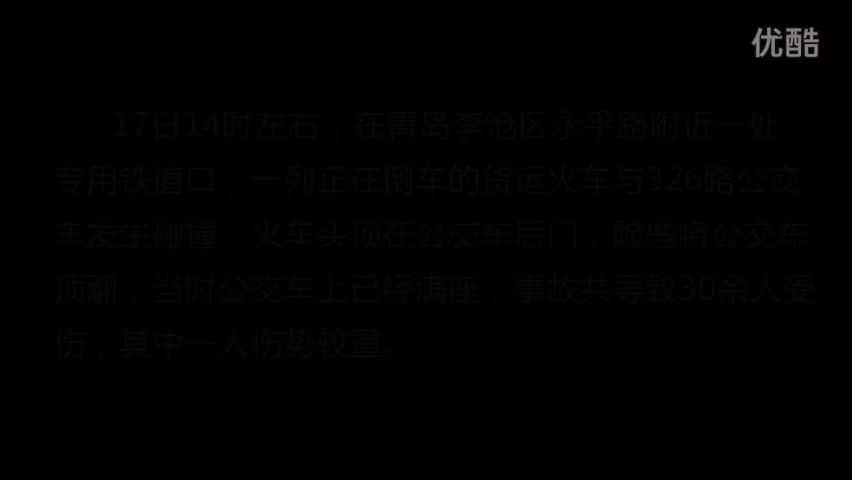 优酷
17日14时左右，在青岛李沧区永平路附近一处
专用铁道口，一列正在倒车的货运火车与326路公交
车发生碰撞，火车头顶在公交车后门，险些将公交车
顶翻，当时公交车上已经满座，事故共导致30余人受
伤，其中一人伤势较重。